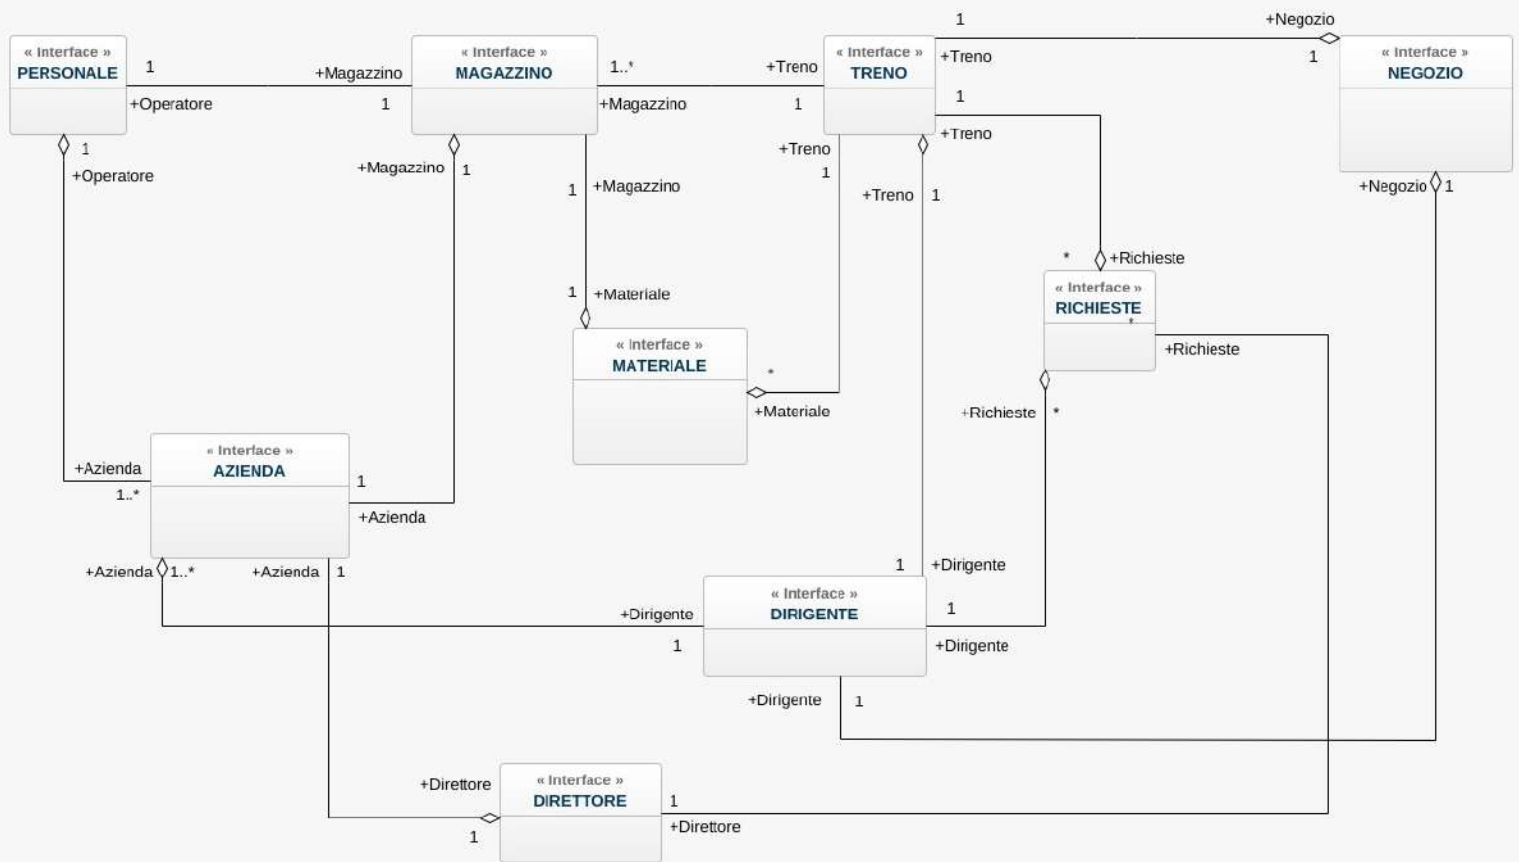 1
+Negozio
« Interface »
PERSONALE
« Interface »
MAGAZZINO
« Interface »
TRENO
« Interface »
NEGOZIO
1
+Magazzino
1..*
+Treno
+Treno
1
+Operatore
1
+Magazzino
1
1
+Treno
1
+Operatore
+Magazzino
1
+Treno
1
1
+Magazzino
+Treno
1
+Negozio
1
*
+Richieste
« Interface »
RICHIESTE
*
+Richieste
1
+Materiale
« Interface »
MATERIALE
*
+Materiale
+Richieste
*
« Interface »
AZIENDA
+Azienda
1..*
1
+Azienda
+Azienda
1..*
+Azienda
1
1
+Dirigente
« Interface »
DIRIGENTE
+Dirigente
1
1
+Dirigente
+Dirigente
1
« Interface »
DIRETTORE
+Direttore
1
1
+Direttore